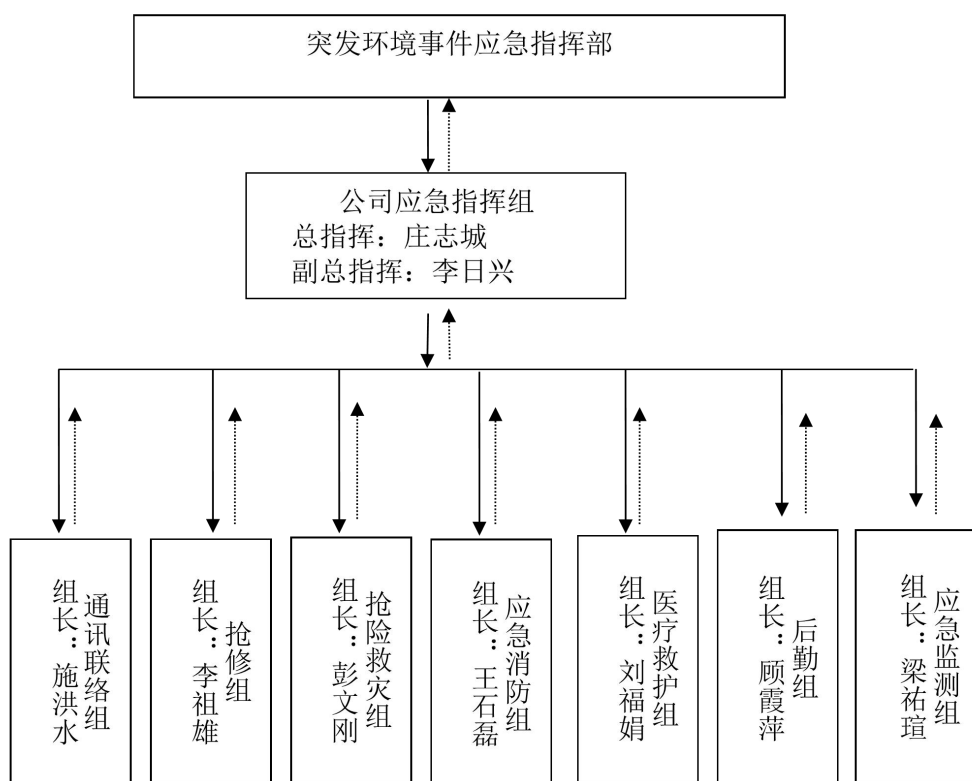 突发环境事件应急指挥部
公司应急指挥组
总指挥：庄志城
副总指挥：李日兴
通讯联络组
组长：施洪水
抢修组
组长：李祖雄
抢险救灾组
组长：彭文刚
应急消防组
组长：王石磊
医疗救护组
组长：刘福娟
后勤组
组长：顾霞萍
应急监测组
组长：梁祐瑄